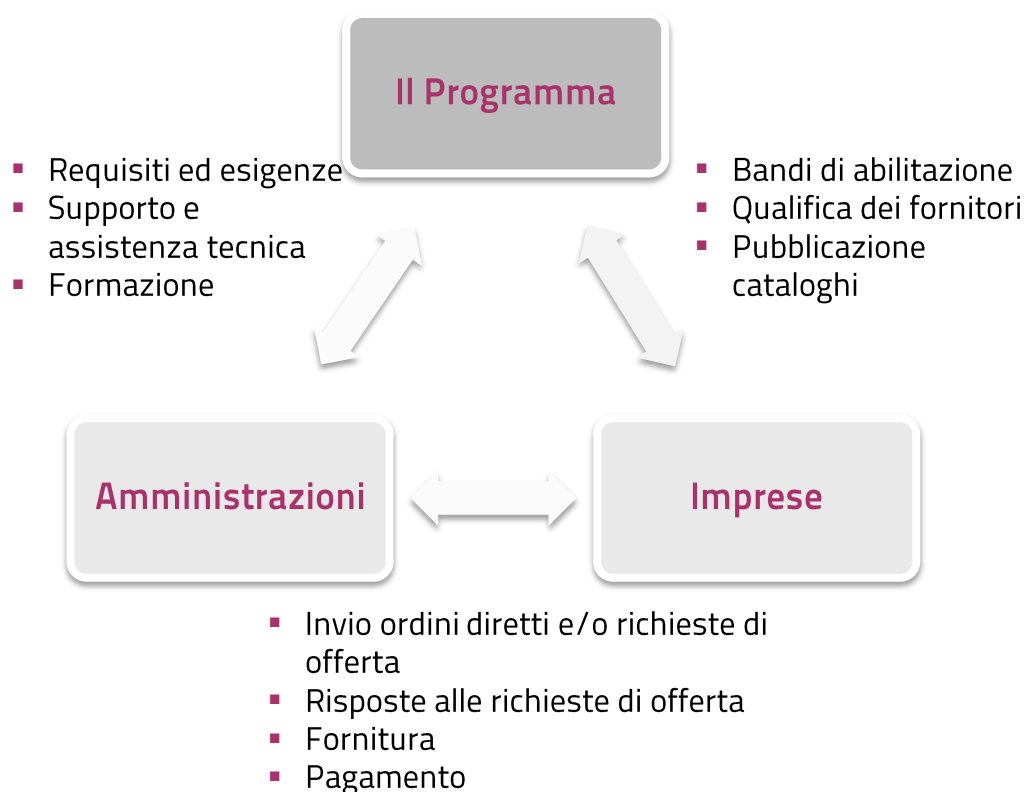 Il Programma
Requisiti ed esigenze
Supporto e
assistenza tecnica
Formazione
Bandi di abilitazione
Qualifica dei fornitori
Pubblicazione
cataloghi
Amministrazioni
Imprese
Invio ordini diretti e/o richieste di
offerta
Risposte alle richieste di offerta
Fornitura
Pagamento